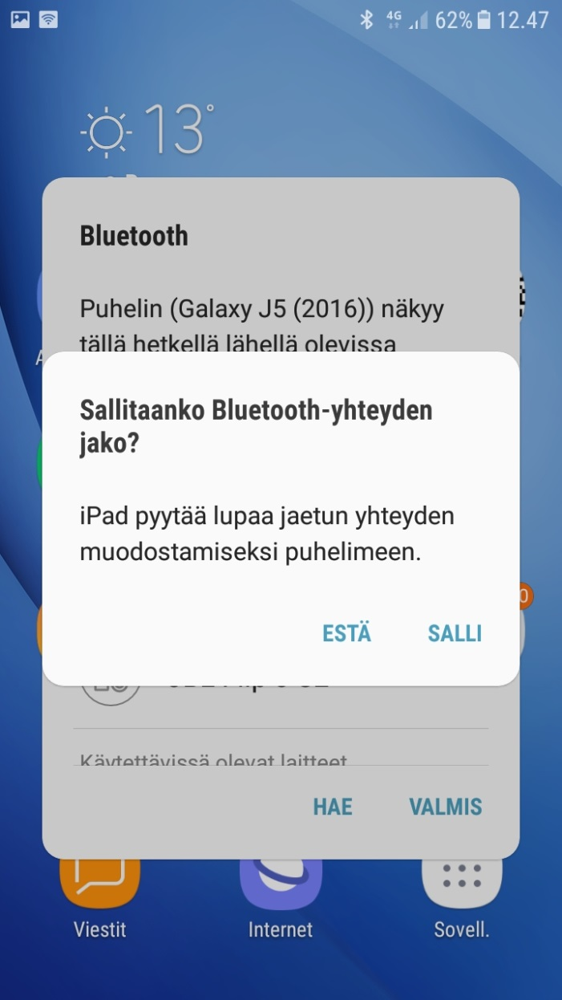 4G 62% 12.47
13°
Bluetooth
Puhelin (Galaxy J5 (2016)) näkyy
tällä hetkellä lähellä olevissa
Sallitaanko Bluetooth-yhteyden
jako?
iPad pyytää lupaa jaetun yhteyden
muodostamiseksi puhelimeen.
ESTÄ SALLI
Käytettävissä olevat laitteet
HAE VALMIS
Viestit Internet Sovell.